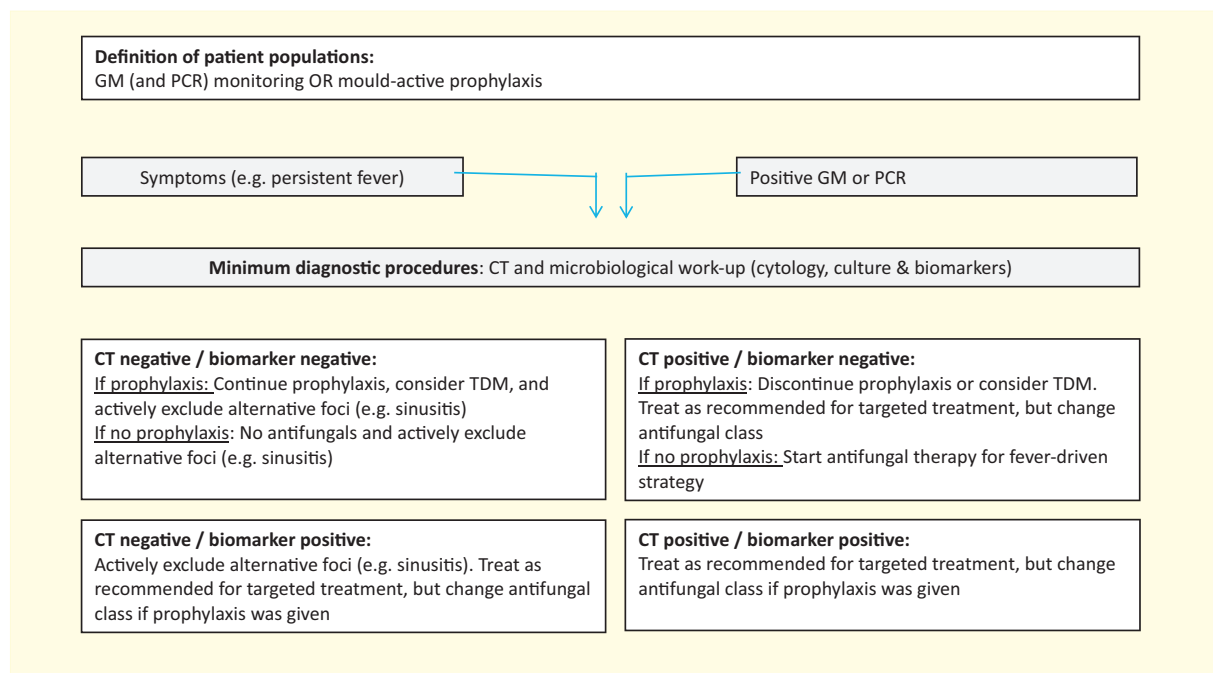 Definition of patient populations:
GM (and PCR) monitoring OR mould-active prophylaxis
Symptoms (e.g. persistent fever)
Positive GM or PCR
Minimum diagnostic procedures: CT and microbiological work-up (cytology, culture & biomarkers)
CT negative / biomarker negative:
If prophylaxis: Continue prophylaxis, consider TDM, and
actively exclude alternative foci (e.g. sinusitis)
If no prophylaxis: No antifungals and actively exclude
alternative foci (e.g. sinusitis)
CT positive / biomarker negative:
If prophylaxis: Discontinue prophylaxis or consider TDM.
Treat as recommended for targeted treatment, but change
antifungal class
If no prophylaxis: Start antifungal therapy for fever-driven
strategy
CT negative / biomarker positive:
Actively exclude alternative foci (e.g. sinusitis). Treat as
recommended for targeted treatment, but change antifungal
class if prophylaxis was given
CT positive / biomarker positive:
Treat as recommended for targeted treatment, but change
antifungal class if prophylaxis was given